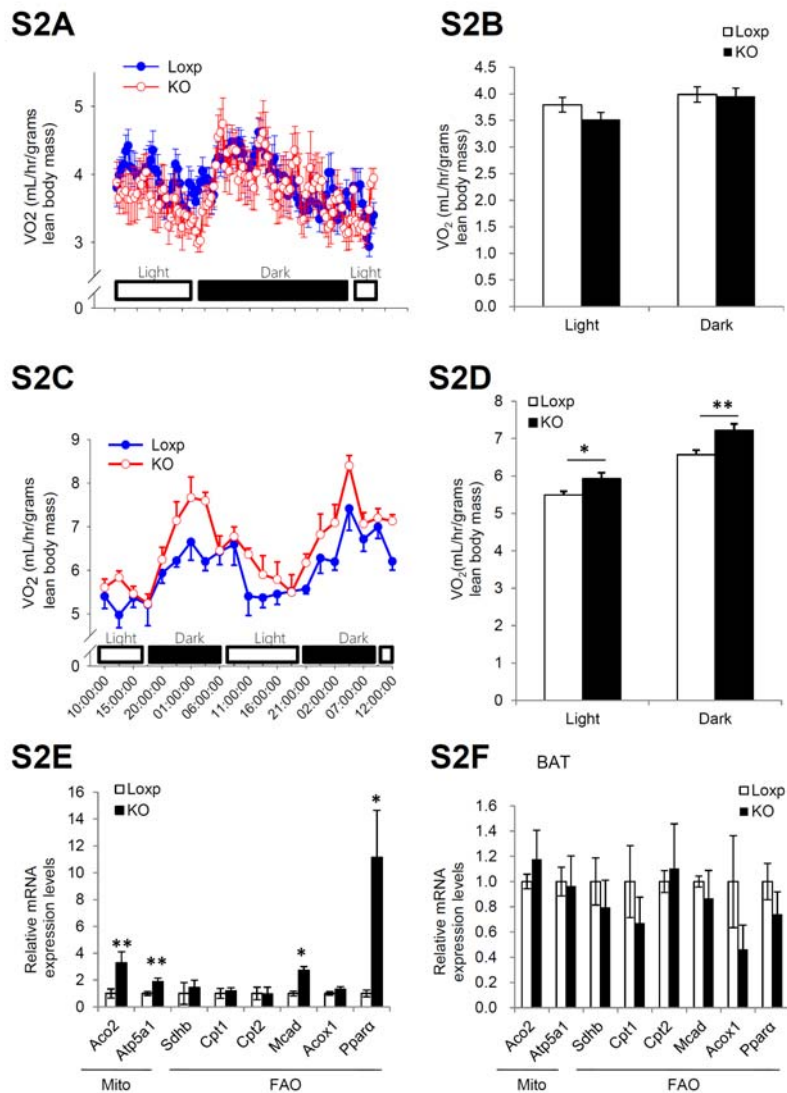 S2A
Loxp
KO
VO2 (mL/hr/grams
lean body mass)
5
4
3
0
Light
Dark
Light
S2B
Loxp
KO
VO2 (mL/hr/grams
lean body mass)
4.5
4.0
3.5
3.0
2.5
2.0
1.5
1.0
0.5
0.0
Light
Dark
S2C
Loxp
KO
VO2 (mL/hr/grams
lean body mass)
9
8
7
6
5
0
Light
Dark
Light
Dark
10:00:00
15:00:00
20:00:00
01:00:00
06:00:00
11:00:00
16:00:00
21:00:00
02:00:00
07:00:00
12:00:00
S2D
Loxp
KO
VO2(mL/hr/grams
lean body mass)
8
7
6
5
4
3
2
1
0
*
**
Light
Dark
S2E
Loxp
KO
Relative mRNA
expression levels
16
14
12
10
8
6
4
2
0
**
**
*
*
Aco2
Atp5a1
Sdhb
Cpt1
Cpt2
Mcad
Acox1
Pparα
Mito
FAO
S2F
BAT
Loxp
KO
Relative mRNA
expression levels
1.6
1.4
1.2
1.0
0.8
0.6
0.4
0.2
0.0
Aco2
Atp5a1
Sdhb
Cpt1
Cpt2
Mcad
Acox1
Pparα
Mito
FAO